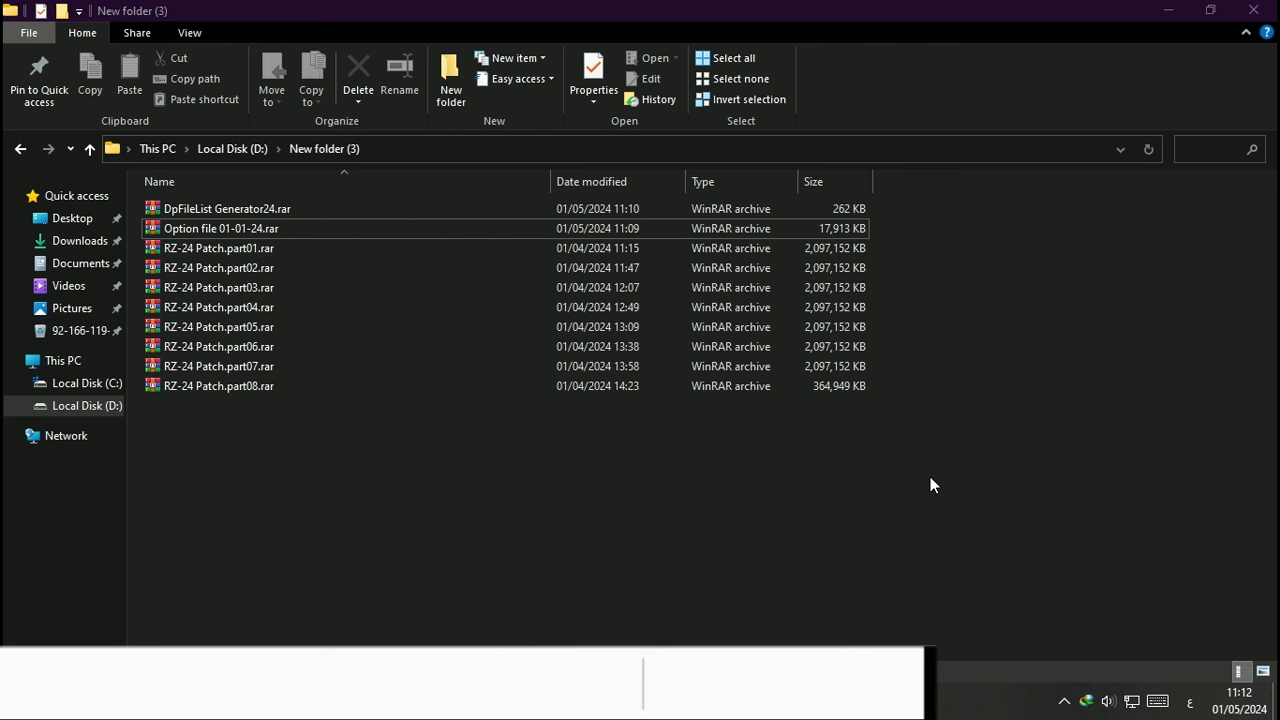 New folder (3)
File Home Share View
Pin to Quick access
Copy
Paste
Cut
Copy path
Paste shortcut
Clipboard
Move to
Copy to
Delete
Rename
Organize
New folder
New item
Easy access
New
Properties
Open
Edit
History
Open
Select all
Select none
Invert selection
Select
This PC > Local Disk (D:) > New folder (3)
Name Date modified Type Size
DpFileList Generator24.rar 01/05/2024 11:10 WinRAR archive 262 KB
Option file 01-01-24.rar 01/05/2024 11:09 WinRAR archive 17,913 KB
RZ-24 Patch.part01.rar 01/04/2024 11:15 WinRAR archive 2,097,152 KB
RZ-24 Patch.part02.rar 01/04/2024 11:47 WinRAR archive 2,097,152 KB
RZ-24 Patch.part03.rar 01/04/2024 12:07 WinRAR archive 2,097,152 KB
RZ-24 Patch.part04.rar 01/04/2024 12:49 WinRAR archive 2,097,152 KB
RZ-24 Patch.part05.rar 01/04/2024 13:09 WinRAR archive 2,097,152 KB
RZ-24 Patch.part06.rar 01/04/2024 13:38 WinRAR archive 2,097,152 KB
RZ-24 Patch.part07.rar 01/04/2024 13:58 WinRAR archive 2,097,152 KB
RZ-24 Patch.part08.rar 01/04/2024 14:23 WinRAR archive 364,949 KB
Quick access
Desktop
Downloads
Documents
Videos
Pictures
92-166-119-
This PC
Local Disk (C:)
Local Disk (D:)
Network
ع
11:12
01/05/2024